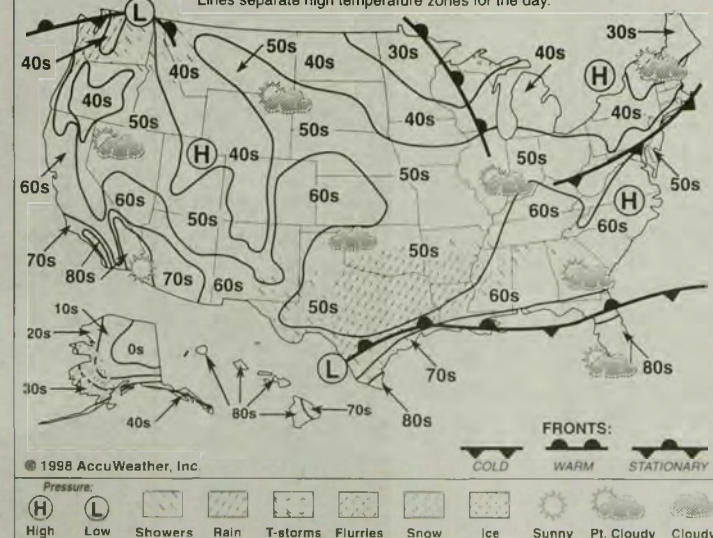 Lines separate high temperature zones for the day.
L
40s
40s
50s
40s
30s
40s
H
30s
40s
50s
H
40s
50s
40s
40s
60s
60s
50s
60s
50s
50s
60s
H
60s
50s
70s
80s
70s
60s
50s
50s
60s
10s
20s
0s
30s
40s
80s
70s
L
70s
80s
80s
FRONTS:
COLD WARM STATIONARY
© 1998 AccuWeather, Inc.
Pressure:
H L
High Low Showers Rain T-storms Flurries Snow Ice Sunny Pt. Cloudy Cloudy